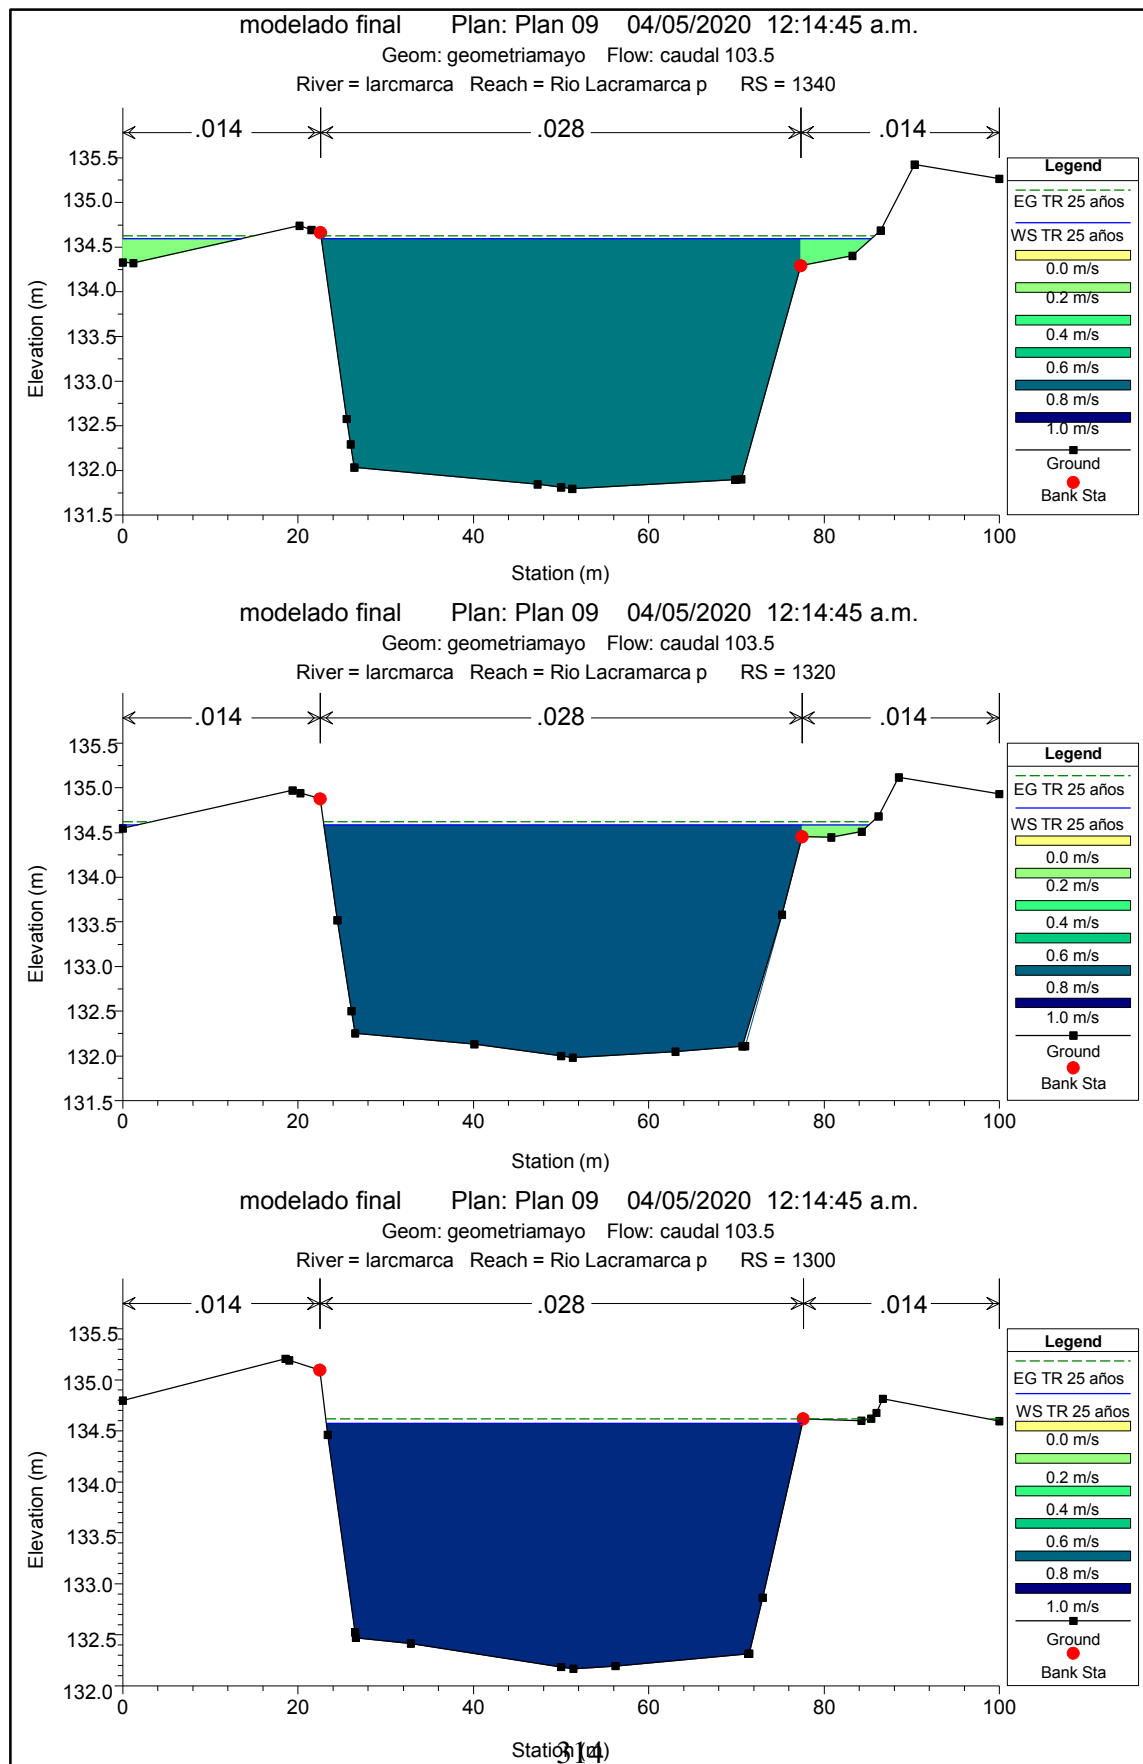 modelado final Plan: Plan 09 04/05/2020 12:14:45 a.m.
Geom: geometriamayo Flow: caudal 103.5
River = larcmarca Reach = Rio Lacramarca p RS = 1340
.014 .028 .014
135.5
135.0
134.5
134.0
133.5
133.0
132.5
132.0
131.5
Elevation (m)
0 20 40 60 80 100
Station (m)
Legend
EG TR 25 años
WS TR 25 años
0.0 m/s
0.2 m/s
0.4 m/s
0.6 m/s
0.8 m/s
1.0 m/s
Ground
Bank Sta
modelado final Plan: Plan 09 04/05/2020 12:14:45 a.m.
Geom: geometriamayo Flow: caudal 103.5
River = larcmarca Reach = Rio Lacramarca p RS = 1320
.014 .028 .014
135.5
135.0
134.5
134.0
133.5
133.0
132.5
132.0
131.5
Elevation (m)
0 20 40 60 80 100
Station (m)
Legend
EG TR 25 años
WS TR 25 años
0.0 m/s
0.2 m/s
0.4 m/s
0.6 m/s
0.8 m/s
1.0 m/s
Ground
Bank Sta
modelado final Plan: Plan 09 04/05/2020 12:14:45 a.m.
Geom: geometriamayo Flow: caudal 103.5
River = larcmarca Reach = Rio Lacramarca p RS = 1300
.014 .028 .014
135.5
135.0
134.5
134.0
133.5
133.0
132.5
132.0
Elevation (m)
0 20 40 60 80 100
Station (m)
Legend
EG TR 25 años
WS TR 25 años
0.0 m/s
0.2 m/s
0.4 m/s
0.6 m/s
0.8 m/s
1.0 m/s
Ground
Bank Sta
314